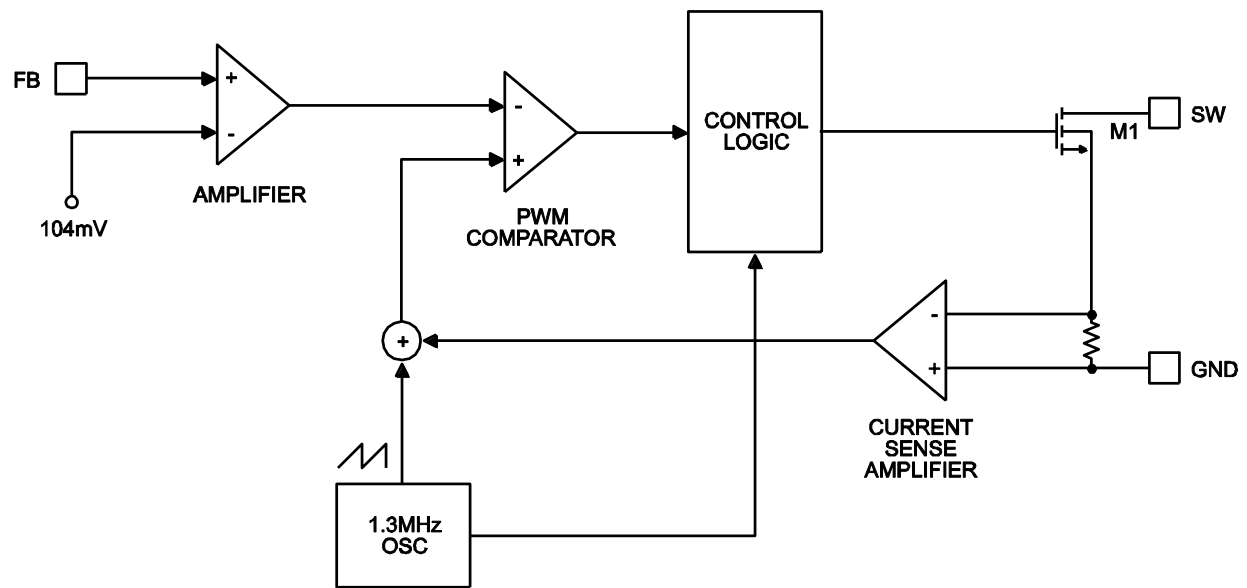 FB
+
-
AMPLIFIER
104mV
-
+
PWM
COMPARATOR
CONTROL
LOGIC
M1
SW
+
-
+
GND
CURRENT
SENSE
AMPLIFIER
1.3MHz
OSC